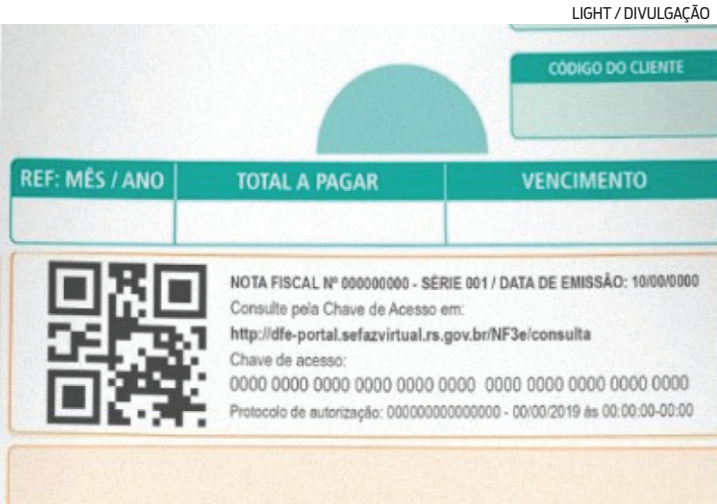 LIGHT / DIVULGAÇÃO
CÓDIGO DO CLIENTE
REF: MÊS / ANO TOTAL A PAGAR VENCIMENTO
NOTA FISCAL Nº 000000000 - SÉRIE 001 / DATA DE EMISSÃO: 10/00/0000
Consulte pela Chave de Acesso em:
http://dfe-portal.sefazvirtual.rs.gov.br/NF3e/consulta
Chave de acesso:
0000 0000 0000 0000 0000 0000 0000 0000 0000 0000 0000
Protocolo de autorização: 000000000000000 - 00/00/2019 às 00:00:00-00:00